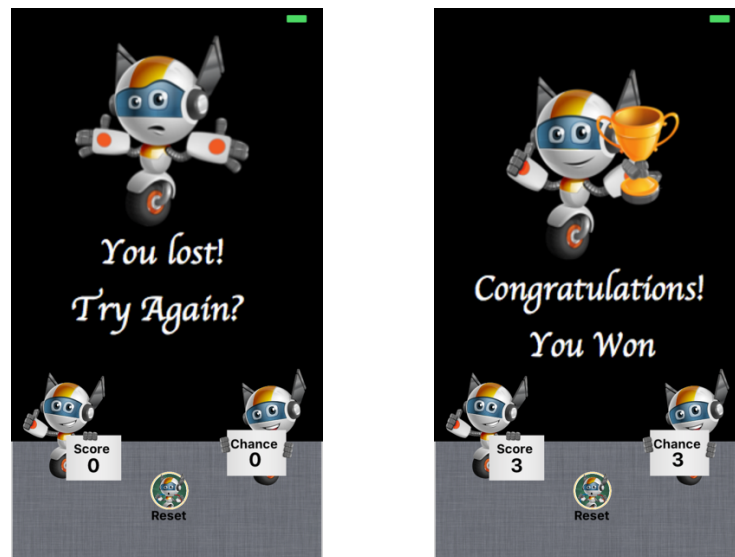 You lost!
Try Again?
Score
0
Chance
0
Reset
Congratulations!
You Won
Score
3
Chance
3
Reset